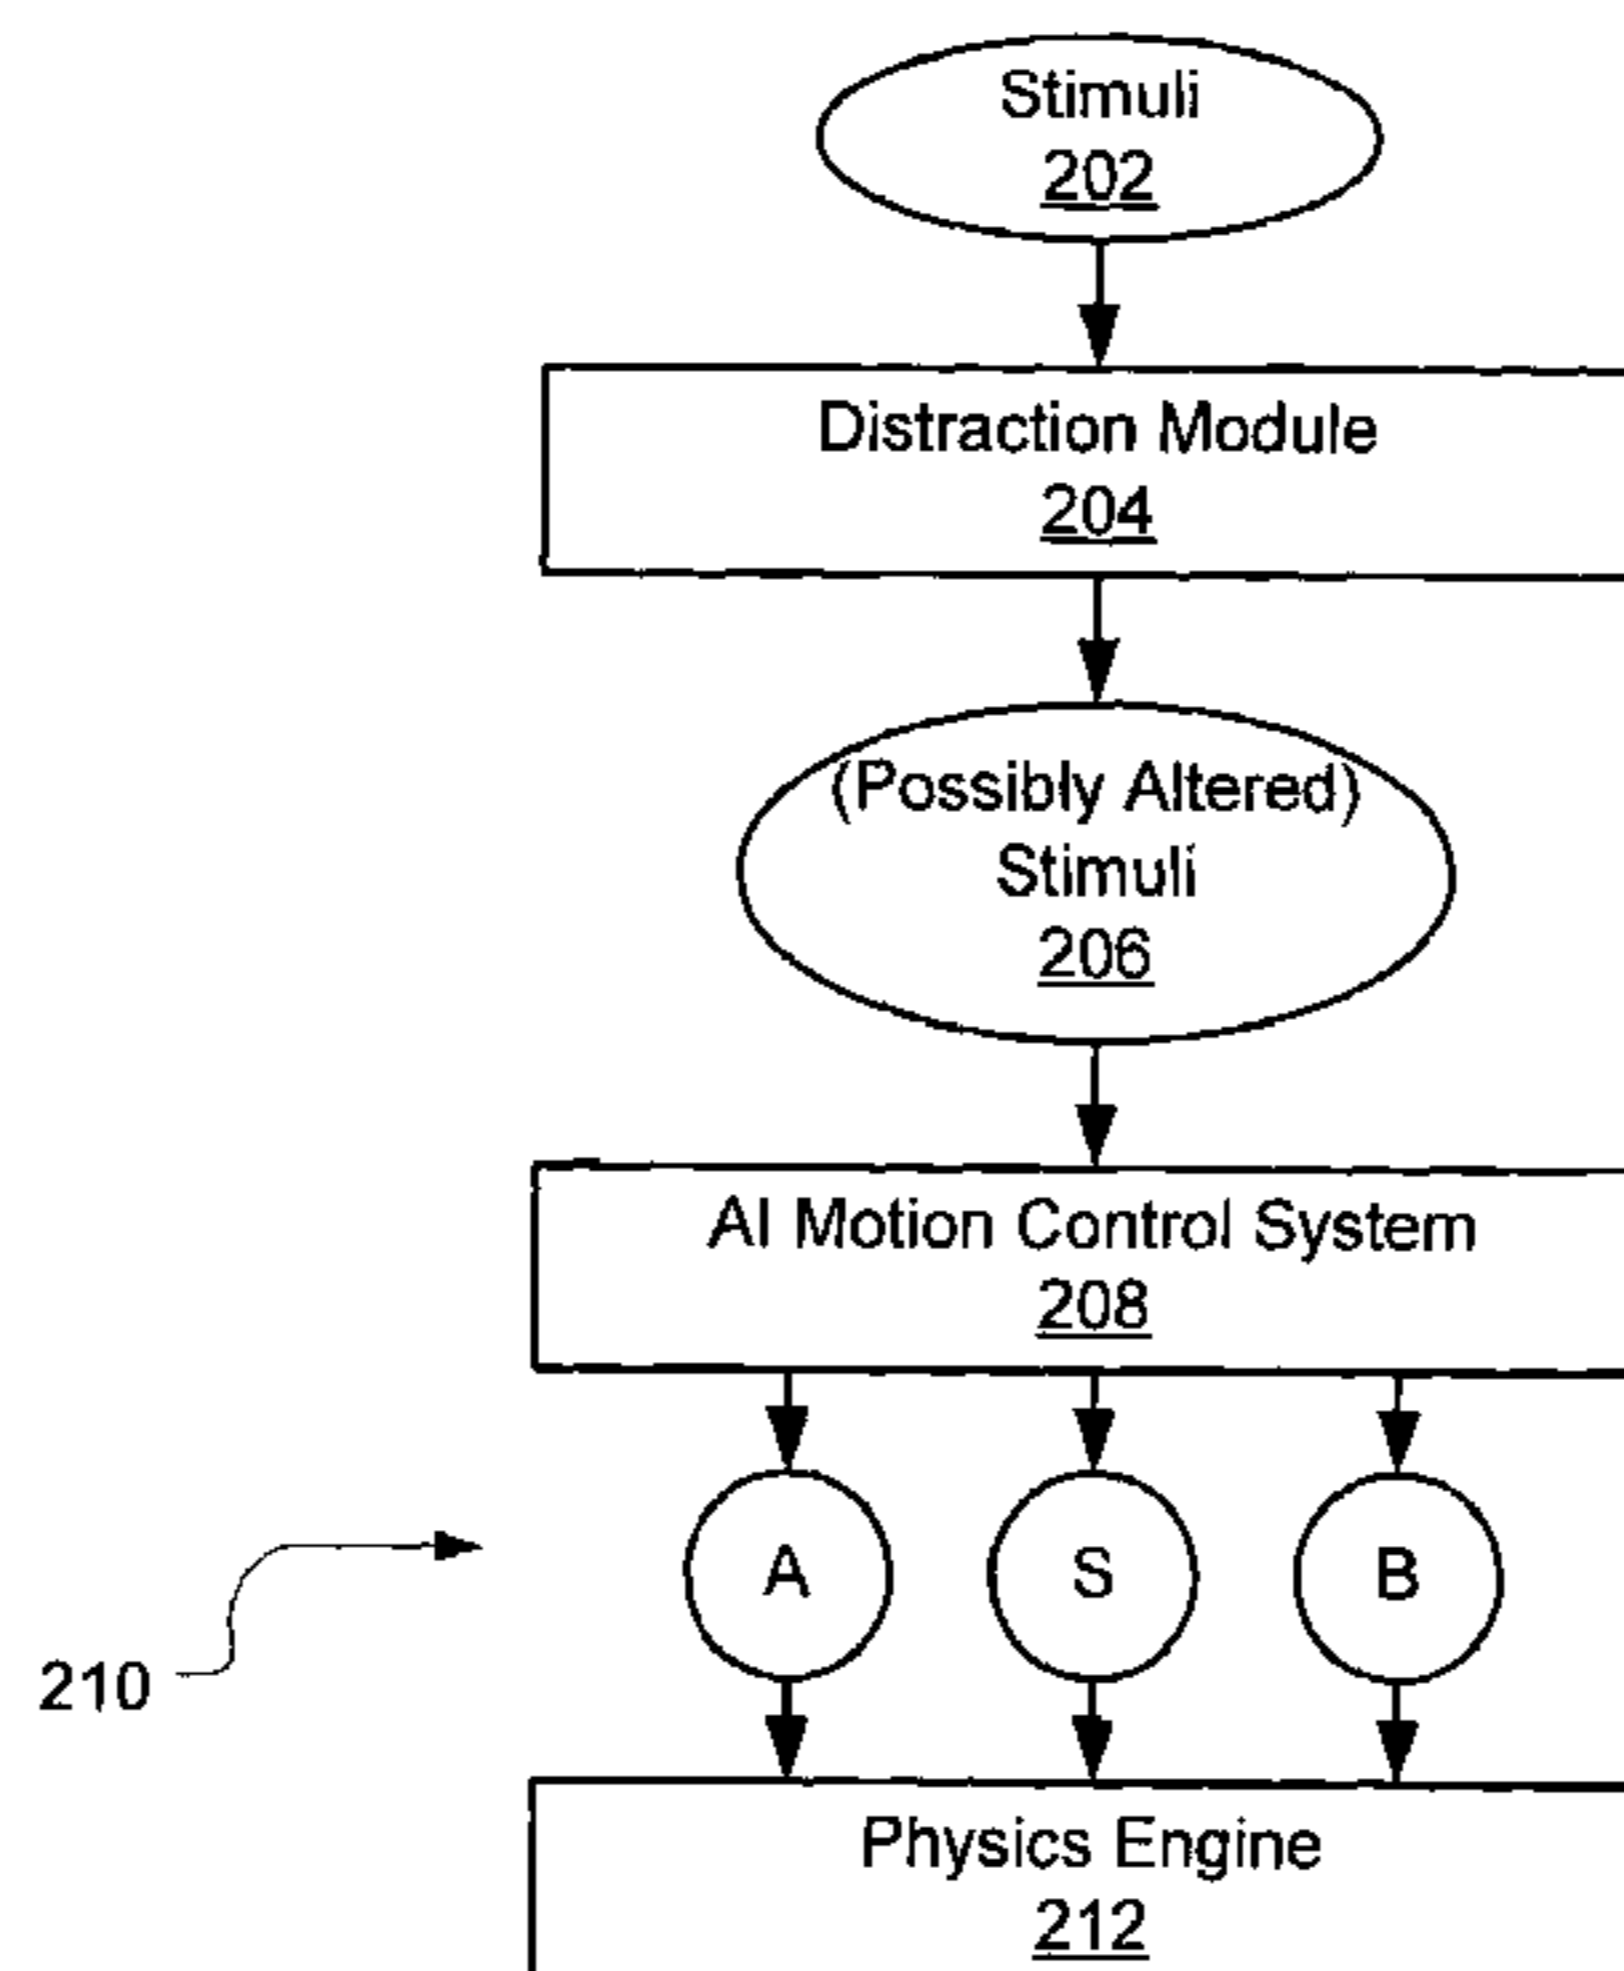 Stimuli
202
Distraction Module
204
(Possibly Altered)
Stimuli
206
AI Motion Control System
208
A S B
210
Physics Engine
212